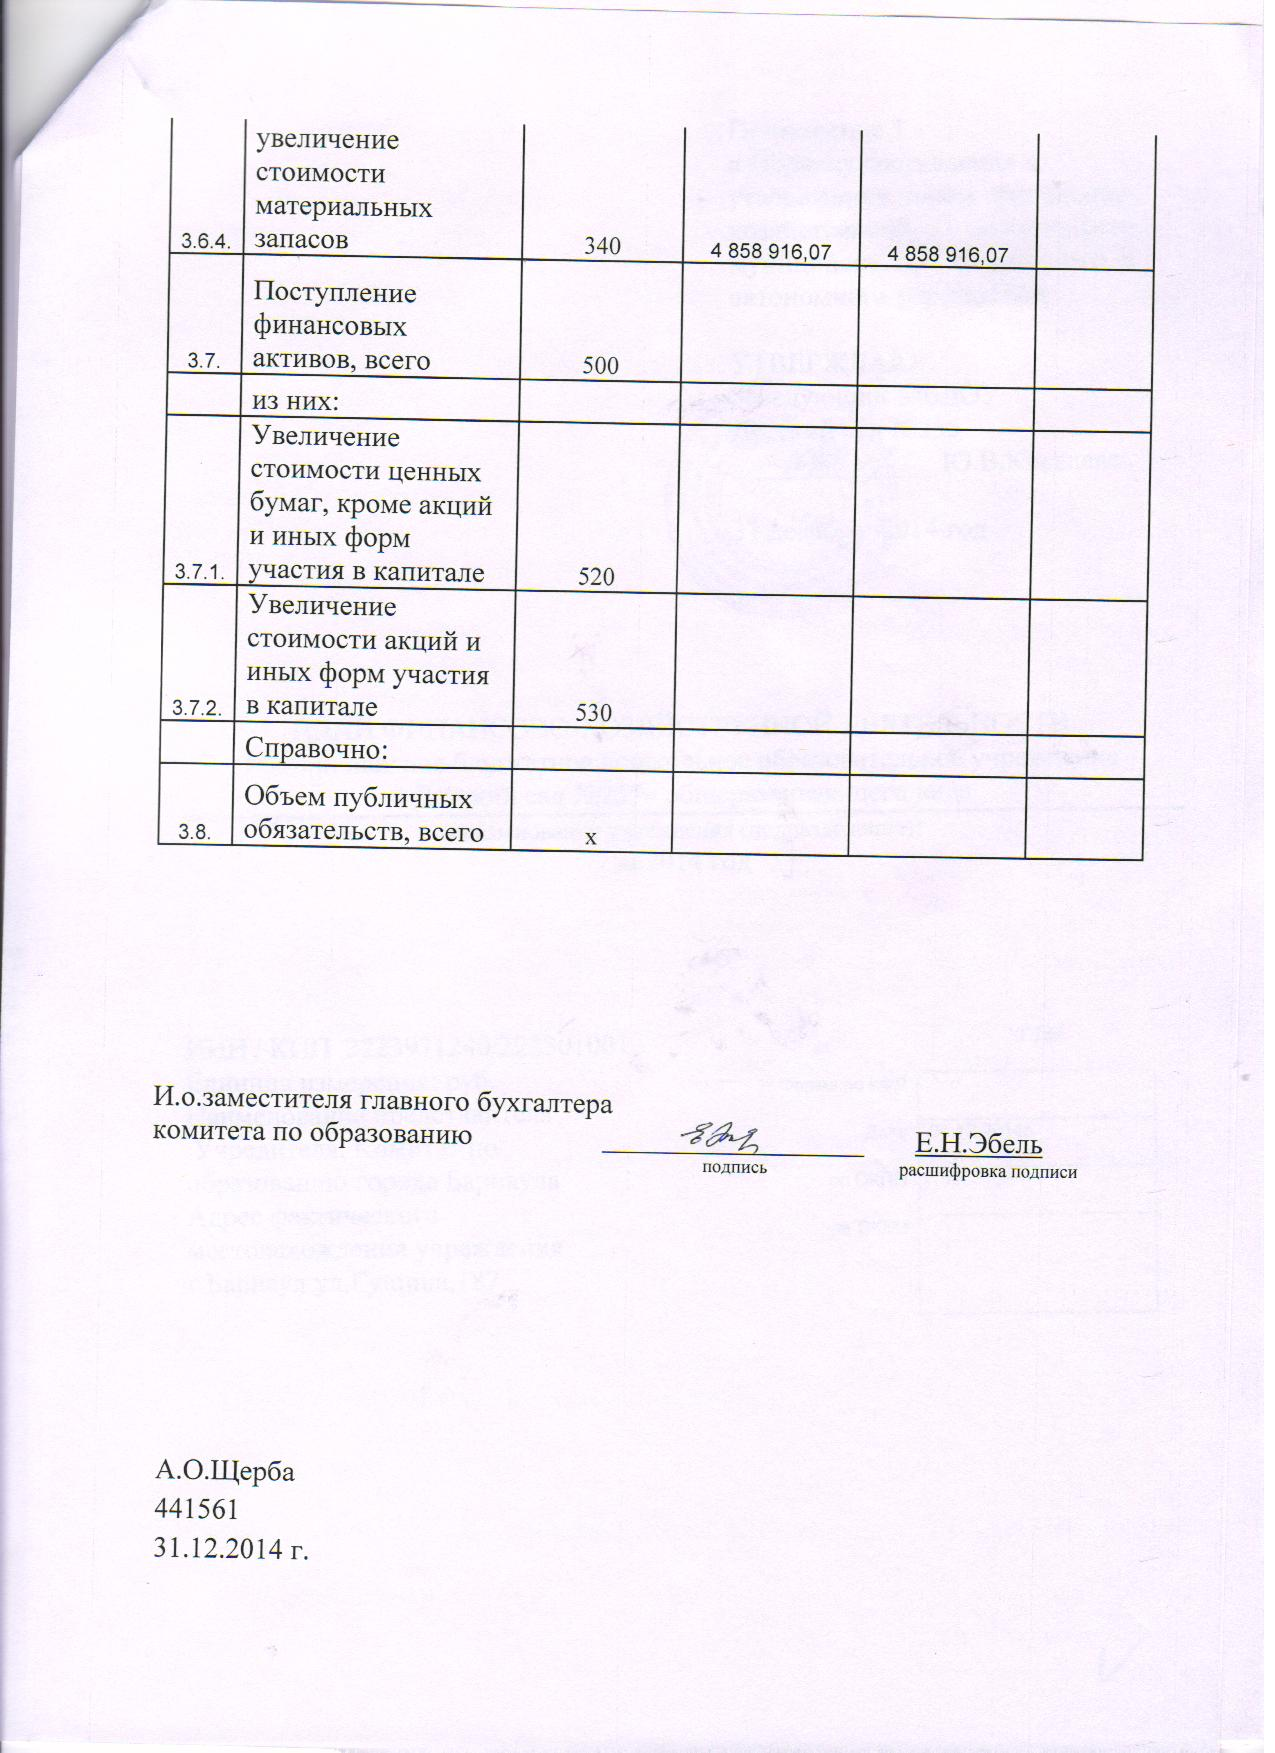 увеличение
стоимости
материальных
3.6.4. запасов 340 4 858 916,07 4 858 916,07
Поступление
финансовых
3.7. активов, всего 500
из них:
Увеличение
стоимости ценных
бумаг, кроме акций
и иных форм
3.7.1. участия в капитале 520
Увеличение
стоимости акций и
иных форм участия
3.7.2. в капитале 530
Справочно:
Объем публичных
3.8. обязательств, всего х
И.о.заместителя главного бухгалтера
комитета по образованию Е.Н.Эбель
подпись расшифровка подписи
А.О.Щерба
441561
31.12.2014 г.